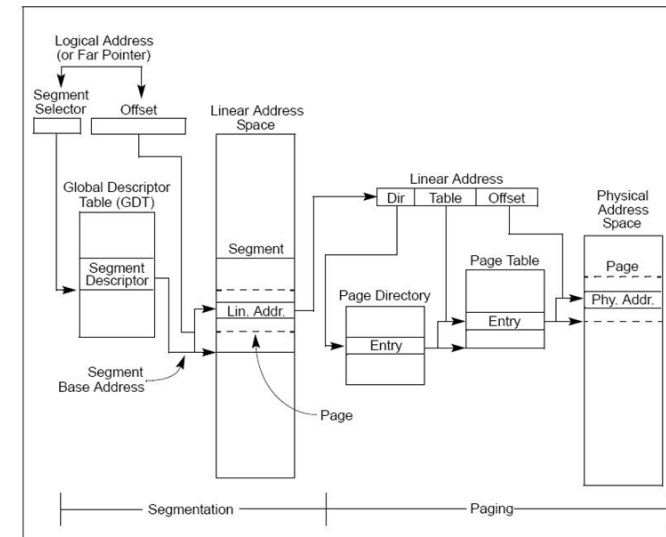 Logical Address
(or Far Pointer)
Segment
Selector
Offset
Linear Address
Space
Global Descriptor
Table (GDT)
Segment
Descriptor
Segment
Base Address
Segment
Lin. Addr.
Page
Linear Address
Dir Table Offset
Page Directory
Entry
Page Table
Entry
Physical
Address
Space
Page
Phy. Addr.
Segmentation
Paging